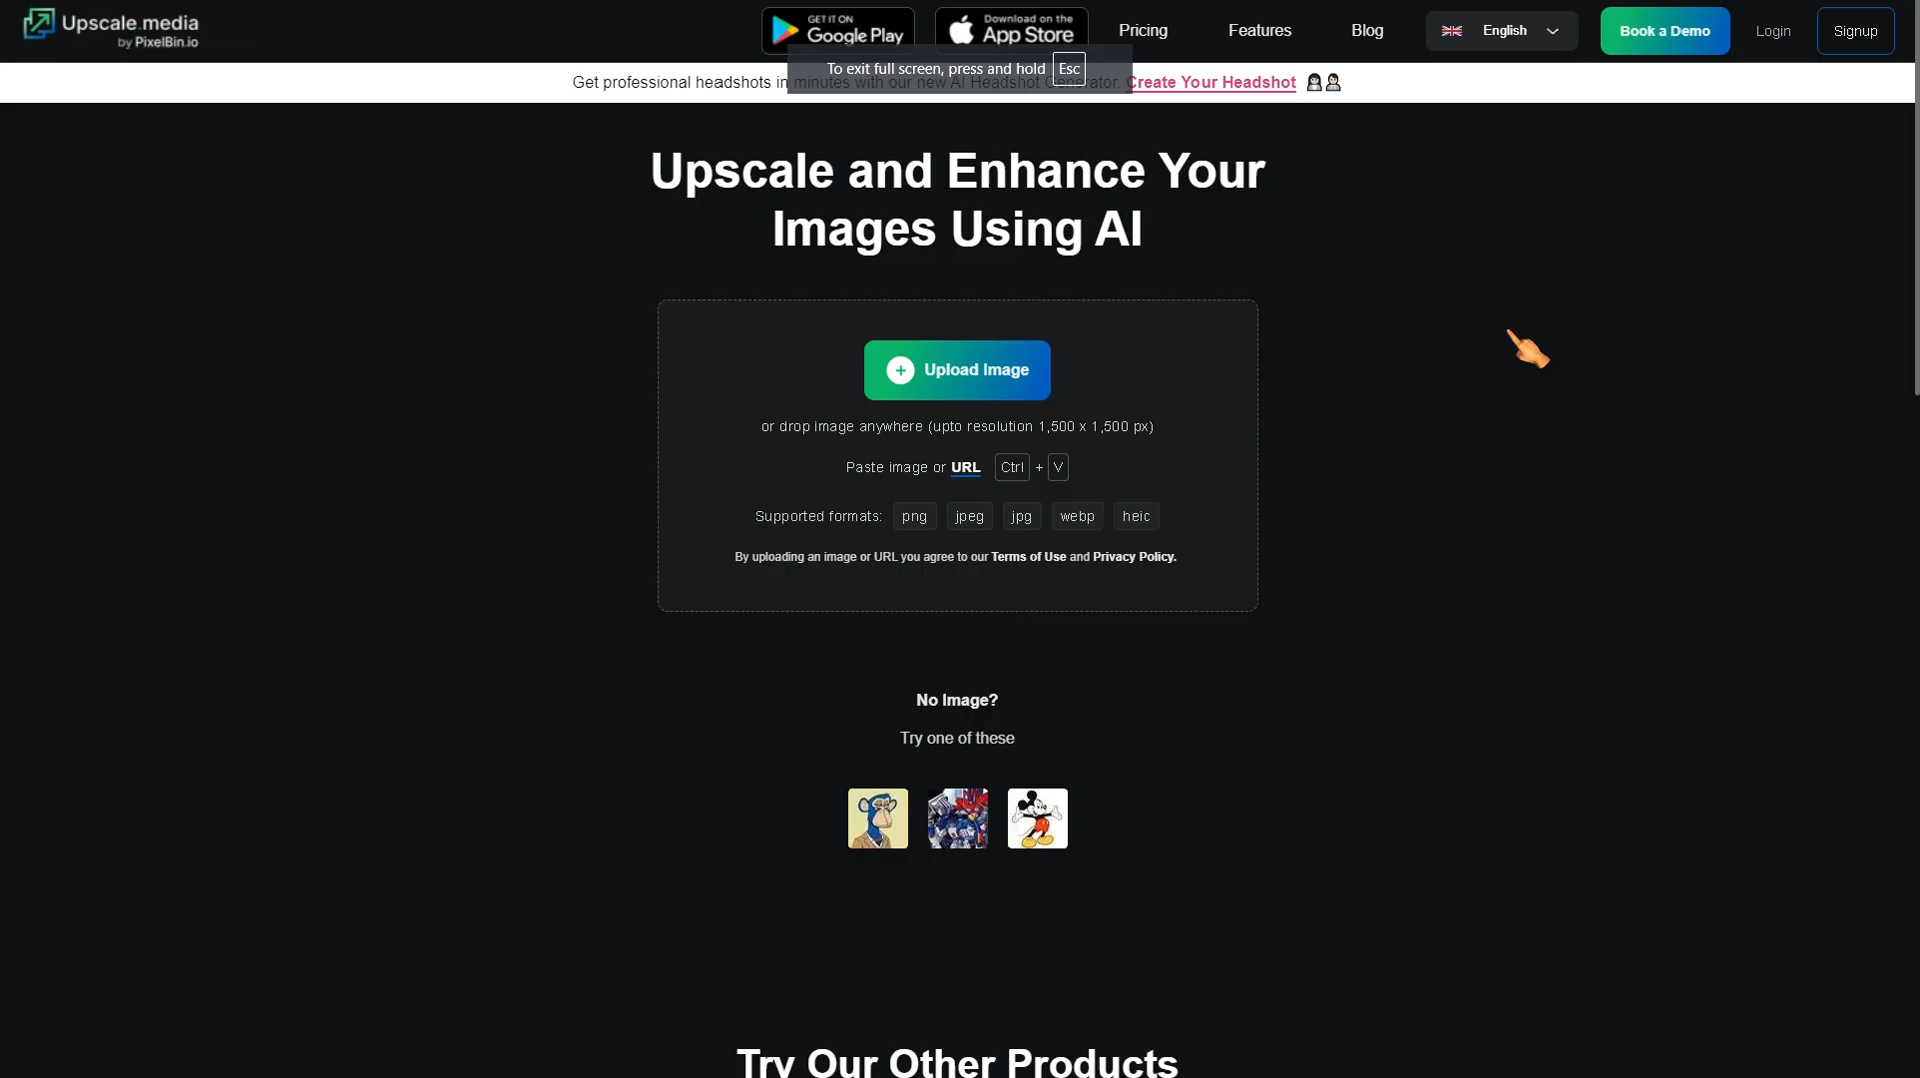 Upscale.media
by PixelBin.io
GET IT ON
Google Play
Download on the
App Store
Pricing
Features
Blog
English
Book a Demo
Login
Signup
To exit full screen, press and hold Esc
Get professional headshots in minutes with our new AI Headshot Generator. Create Your Headshot
Upscale and Enhance Your
Images Using AI
Upload Image
or drop image anywhere (upto resolution 1,500 x 1,500 px)
Paste image or URL Ctrl + V
Supported formats: png jpeg jpg webp heic
By uploading an image or URL you agree to our Terms of Use and Privacy Policy.
No Image?
Try one of these
Try Our Other Products